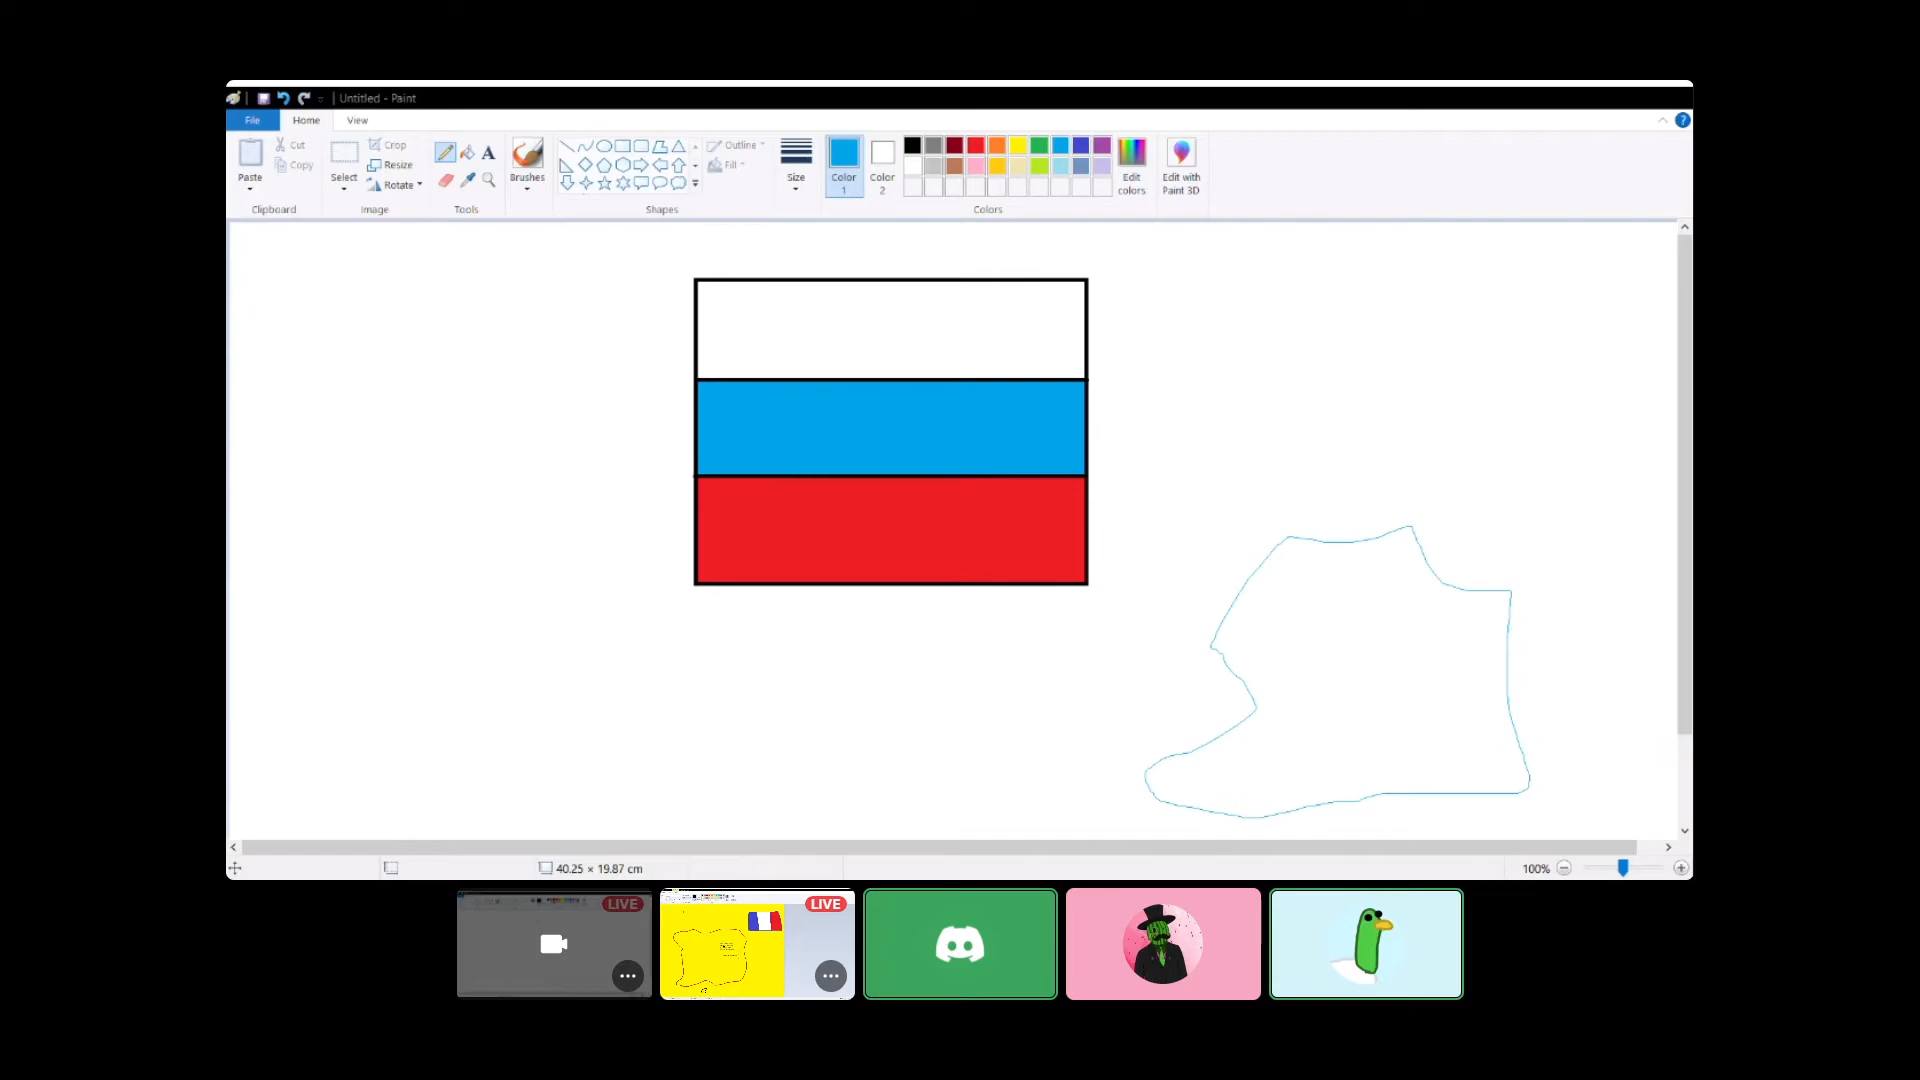 Untitled - Paint
File Home View
Paste
Cut
Copy
Clipboard
Select
Crop
Resize
Rotate
Image
Tools
Brushes
Shapes
Outline
Fill
Size
Color 1
Color 2
Colors
Edit colors
Edit with Paint 3D
40.25 × 19.87 cm
100%
LIVE
LIVE